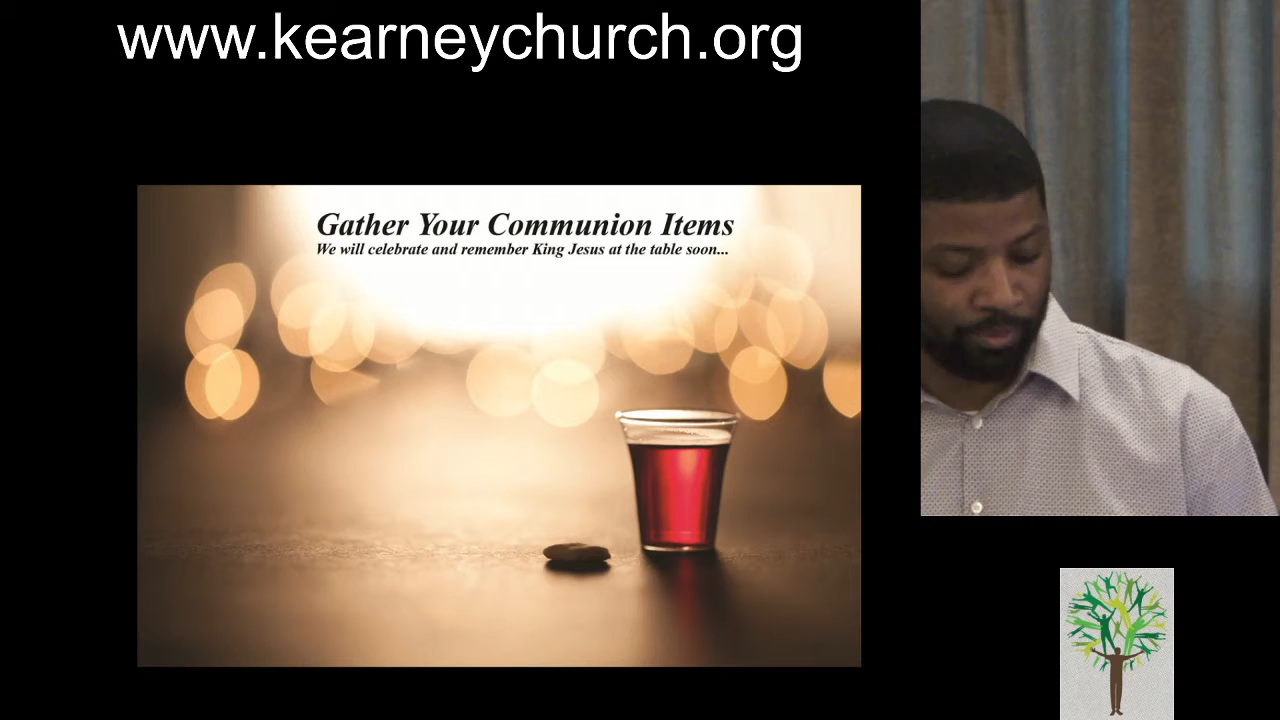 www.kearneychurch.org
Gather Your Communion Items
We will celebrate and remember King Jesus at the table soon...